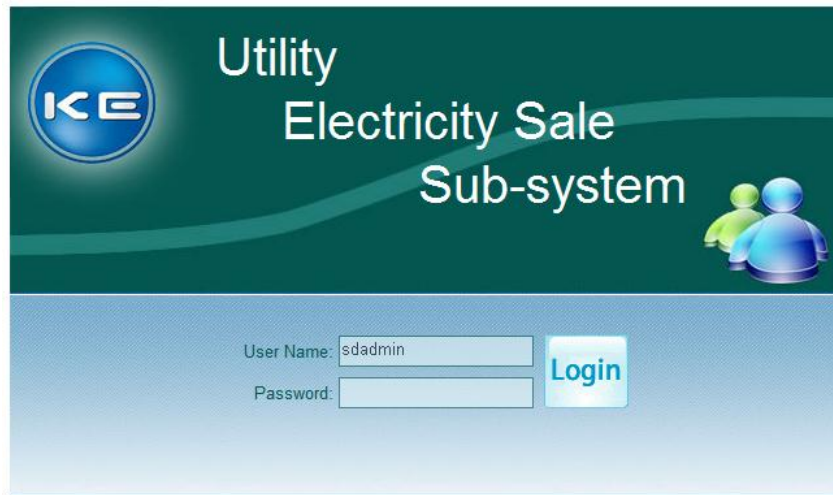 KE
Utility
Electricity Sale
Sub-system
User Name: sdadmin
Login
Password: